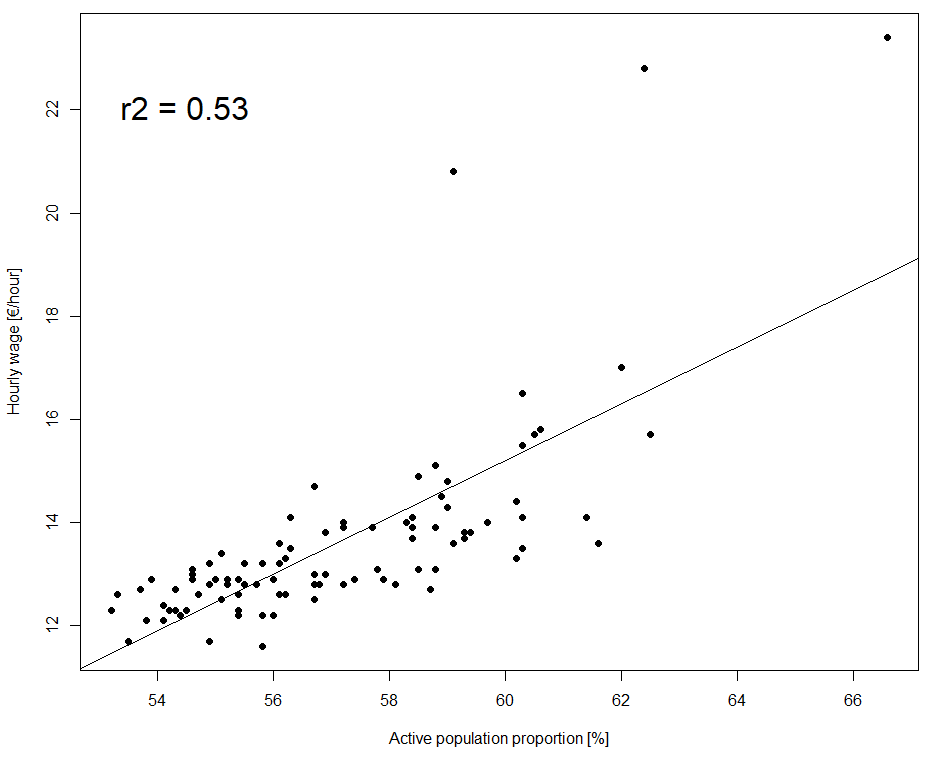 r2 = 0.53
Hourly wage [€/hour]
22
20
18
16
14
12
54 56 58 60 62 64 66
Active population proportion [%]